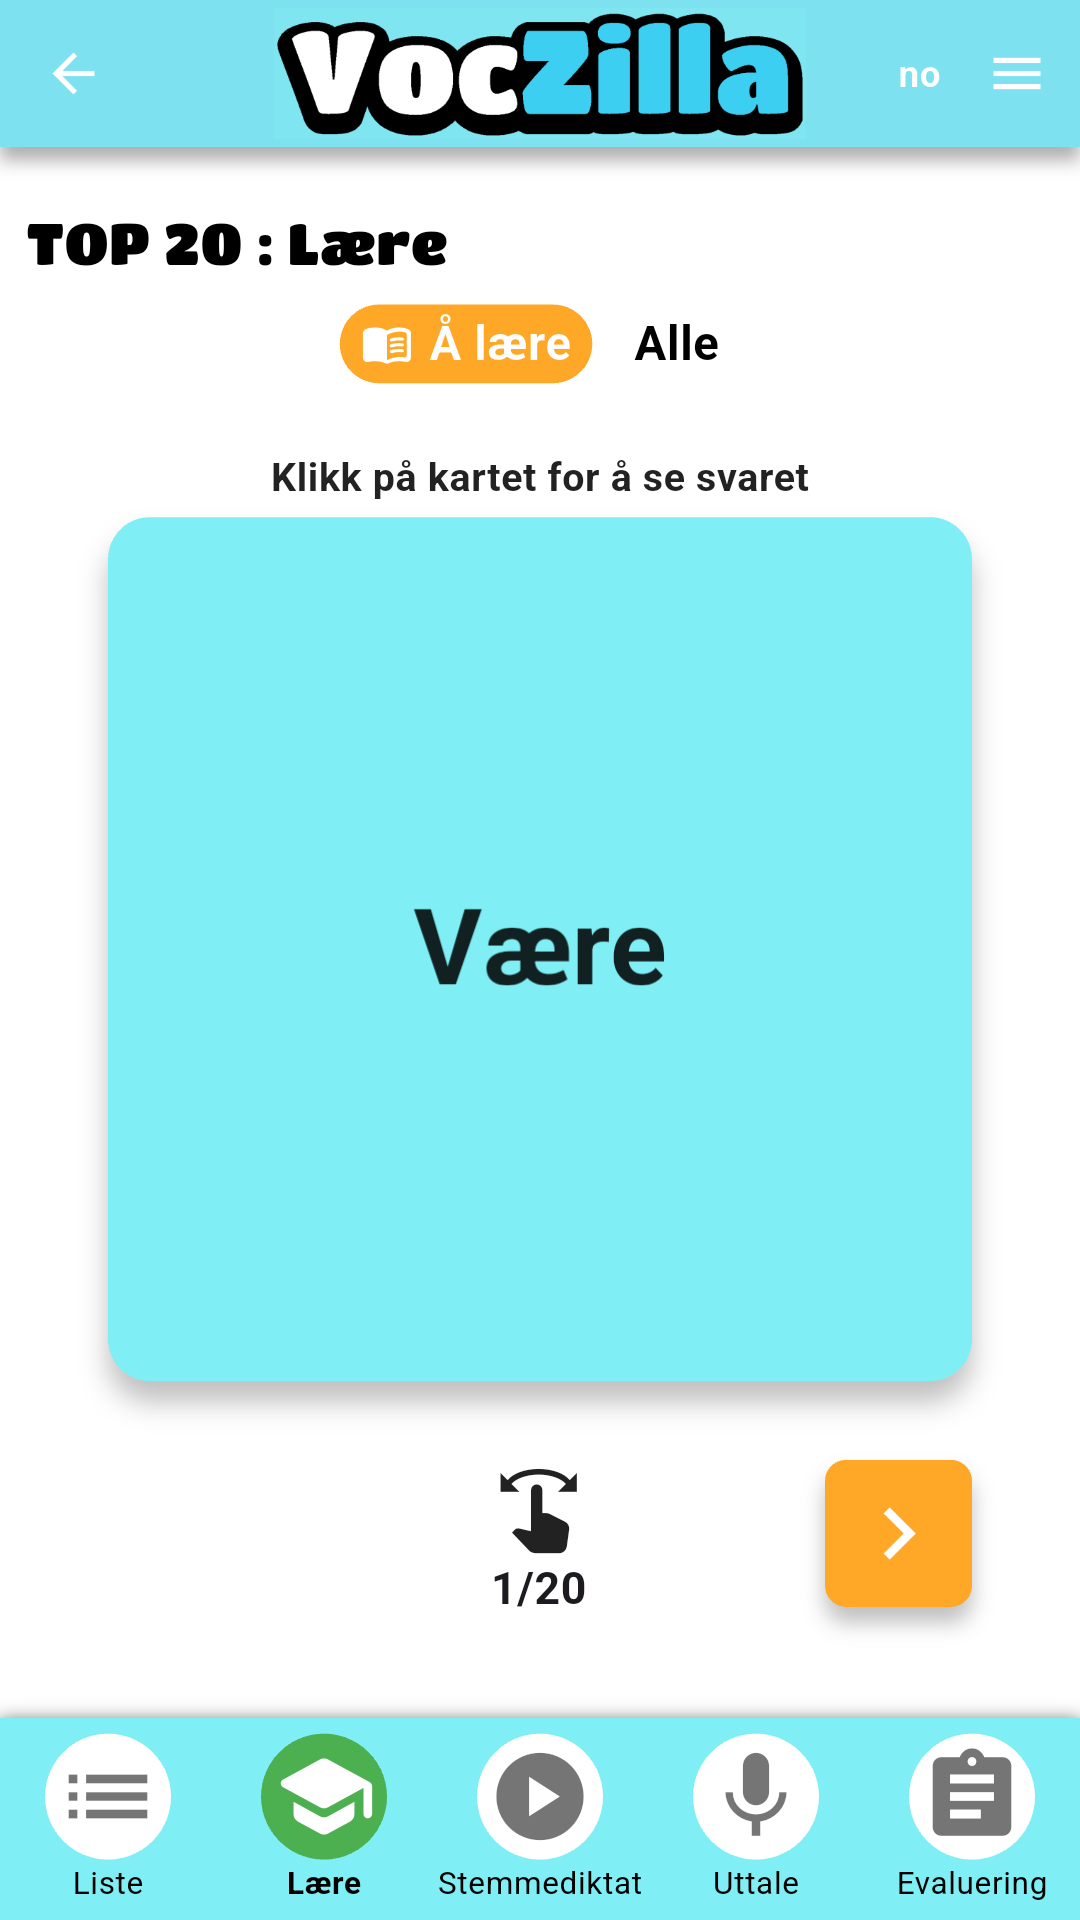 VocZilla
no
TOP 20 : Lære
Å lære
Alle
Klikk på kartet for å se svaret
Være
1/20
Liste
Lære
Stemmediktat
Uttale
Evaluering